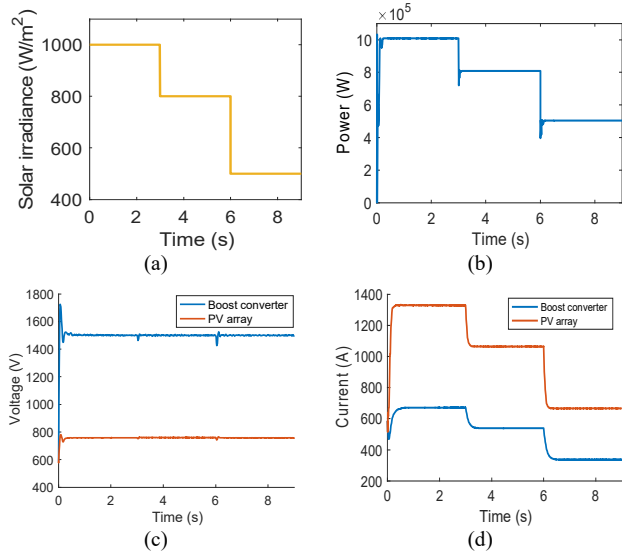 Solar irradiance (W/m²)
1000
800
600
400
0 2 4 6 8
Time (s)
(a)
×10⁵
Power (W)
10
8
6
4
2
0
0 2 4 6 8
Time (s)
(b)
Voltage (V)
1800
1600
1400
1200
1000
800
600
400
Boost converter
PV array
0 2 4 6 8
Time (s)
(c)
Current (A)
1400
1200
1000
800
600
400
200
Boost converter
PV array
0 2 4 6 8
Time (s)
(d)